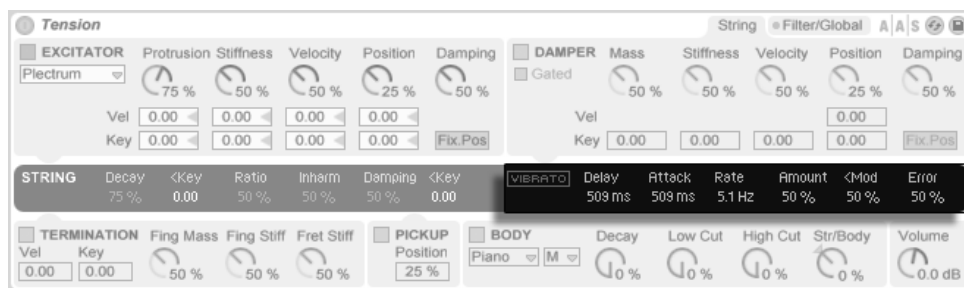 Tension String Filter/Global A A S
EXCITATOR Protrusion Stiffness Velocity Position Damping DAMPER Mass Stiffness Velocity Position Damping
Plectrum 75 % 50 % 50 % 25 % 50 % Gated 50 % 50 % 50 % 25 % 50 %
Vel 0.00 0.00 0.00 0.00 Vel 0.00
Key 0.00 0.00 0.00 0.00 Fix.Pos Key 0.00 0.00 0.00 0.00 Fix.Pos
STRING Decay <Key Ratio Inharm Damping <Key VIBRATO Delay Attack Rate Amount <Mod Error
75 % 0.00 50 % 50 % 50 % 0.00 509 ms 509 ms 5.1 Hz 50 % 50 % 50 %
TERMINATION Fing Mass Fing Stiff Fret Stiff PICKUP BODY Decay Low Cut High Cut Str/Body Volume
Vel Key Position Piano M
0.00 0.00 50 % 50 % 50 % 25 % 0 % 0 % 0 % 0 % 0.0 dB